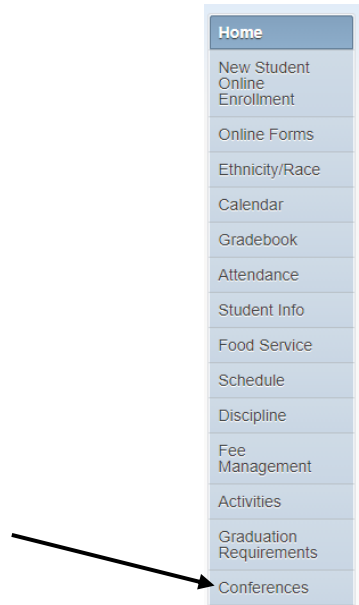 Home
New Student
Online
Enrollment
Online Forms
Ethnicity/Race
Calendar
Gradebook
Attendance
Student Info
Food Service
Schedule
Discipline
Fee
Management
Activities
Graduation
Requirements
Conferences